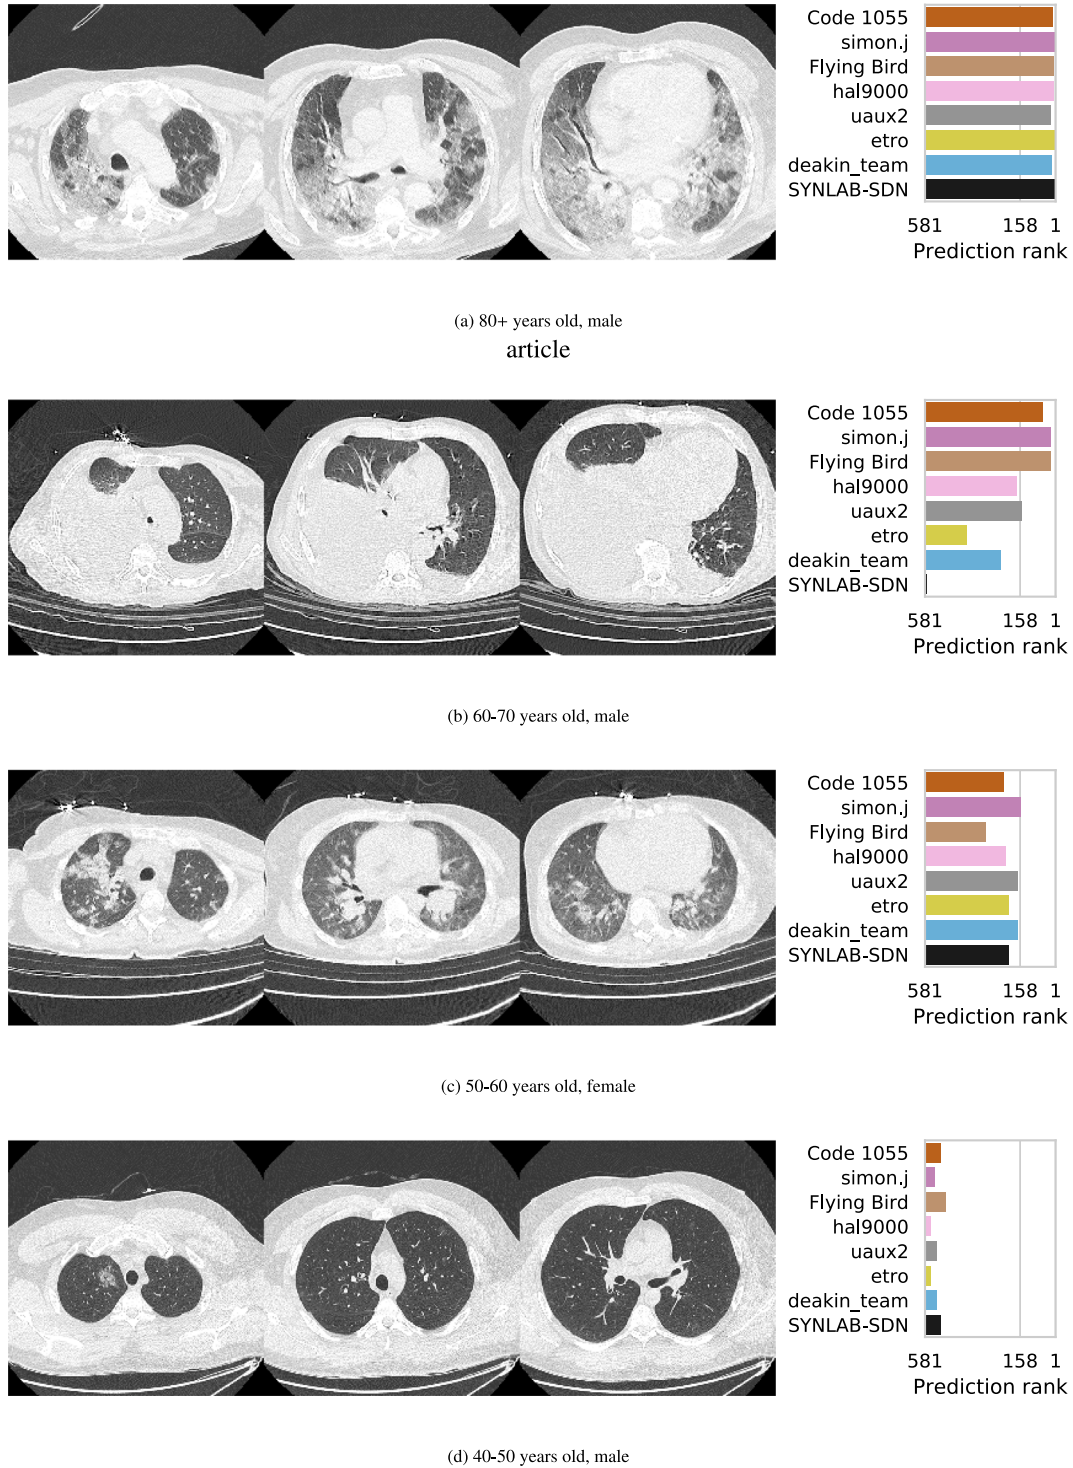 Code 1055
simon.j
Flying Bird
hal9000
uaux2
etro
deakin_team
SYNLAB-SDN
581 158 1
Prediction rank
(a) 80+ years old, male
article
Code 1055
simon.j
Flying Bird
hal9000
uaux2
etro
deakin_team
SYNLAB-SDN
581 158 1
Prediction rank
(b) 60-70 years old, male
Code 1055
simon.j
Flying Bird
hal9000
uaux2
etro
deakin_team
SYNLAB-SDN
581 158 1
Prediction rank
(c) 50-60 years old, female
Code 1055
simon.j
Flying Bird
hal9000
uaux2
etro
deakin_team
SYNLAB-SDN
581 158 1
Prediction rank
(d) 40-50 years old, male